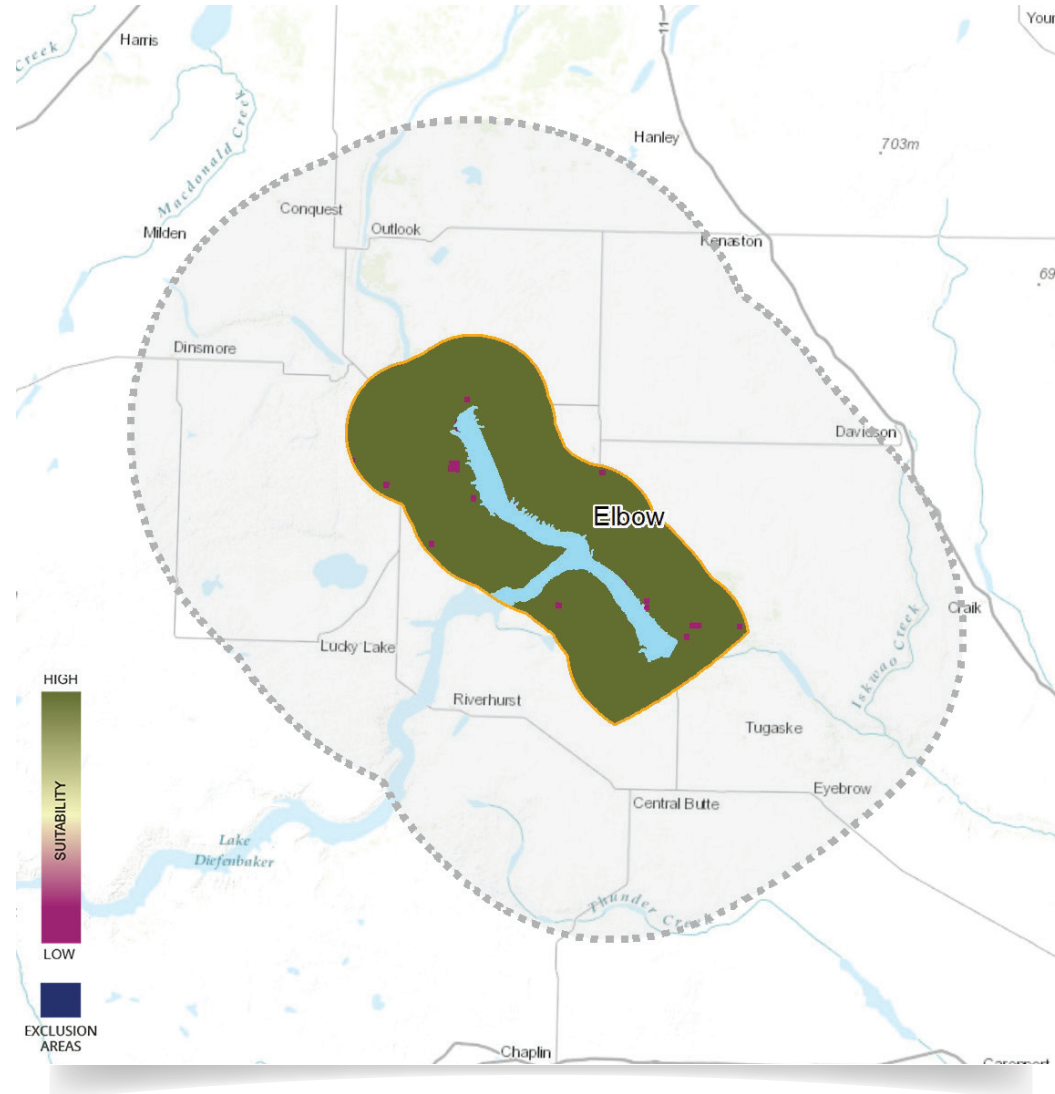 Harris
11
Your
Creek
Macdonald Creek
Hanley
703m
Conquest
Milden
Outlook
Kenaston
69
Dinsmore
Davidson
Elbow
Craik
Iskwao Creek
Lucky Lake
Riverhurst
Tugaske
Eyebrow
Central Butte
Lake
Diefenbaker
Thunder Creek
HIGH
SUITABILITY
LOW
EXCLUSION
AREAS
Chaplin